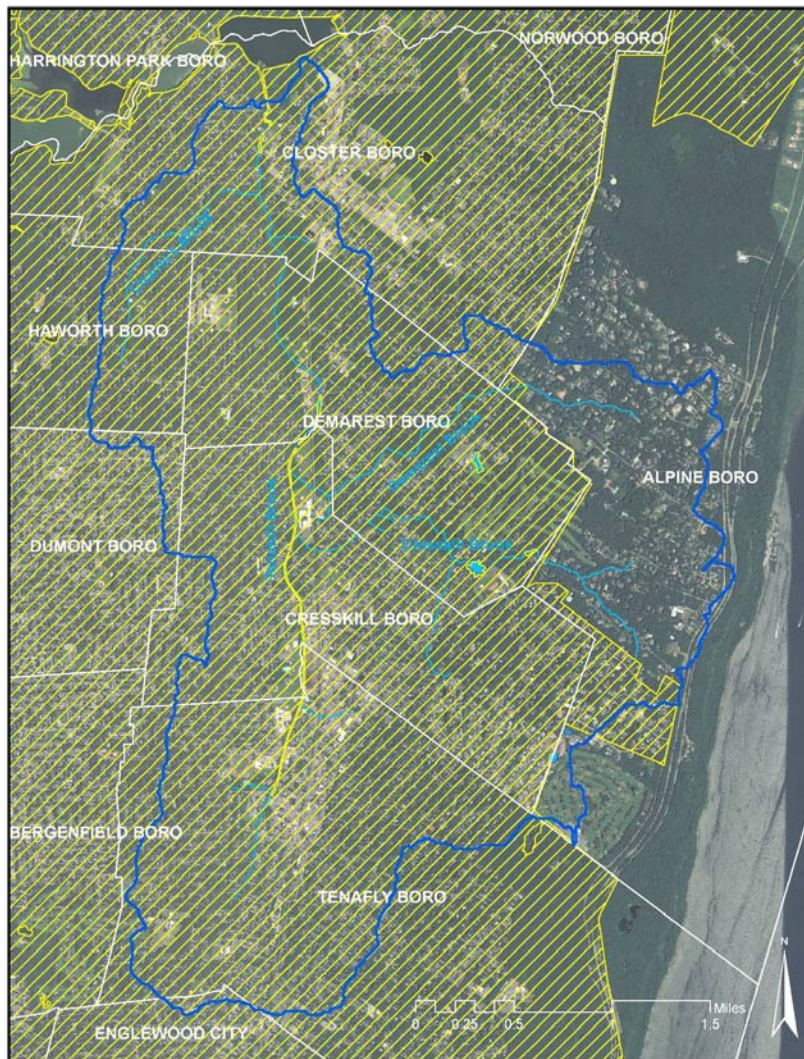 NORWOOD BORO
HARRINGTON PARK BORO
CLOSTER BORO
HAWORTH BORO
DEMAREST BORO
ALPINE BORO
DUMONT BORO
CRESSKILL BORO
BERGENFIELD BORO
TENAFLY BORO
N
Miles
0 0.25 0.5 1.5
ENGLEWOOD CITY